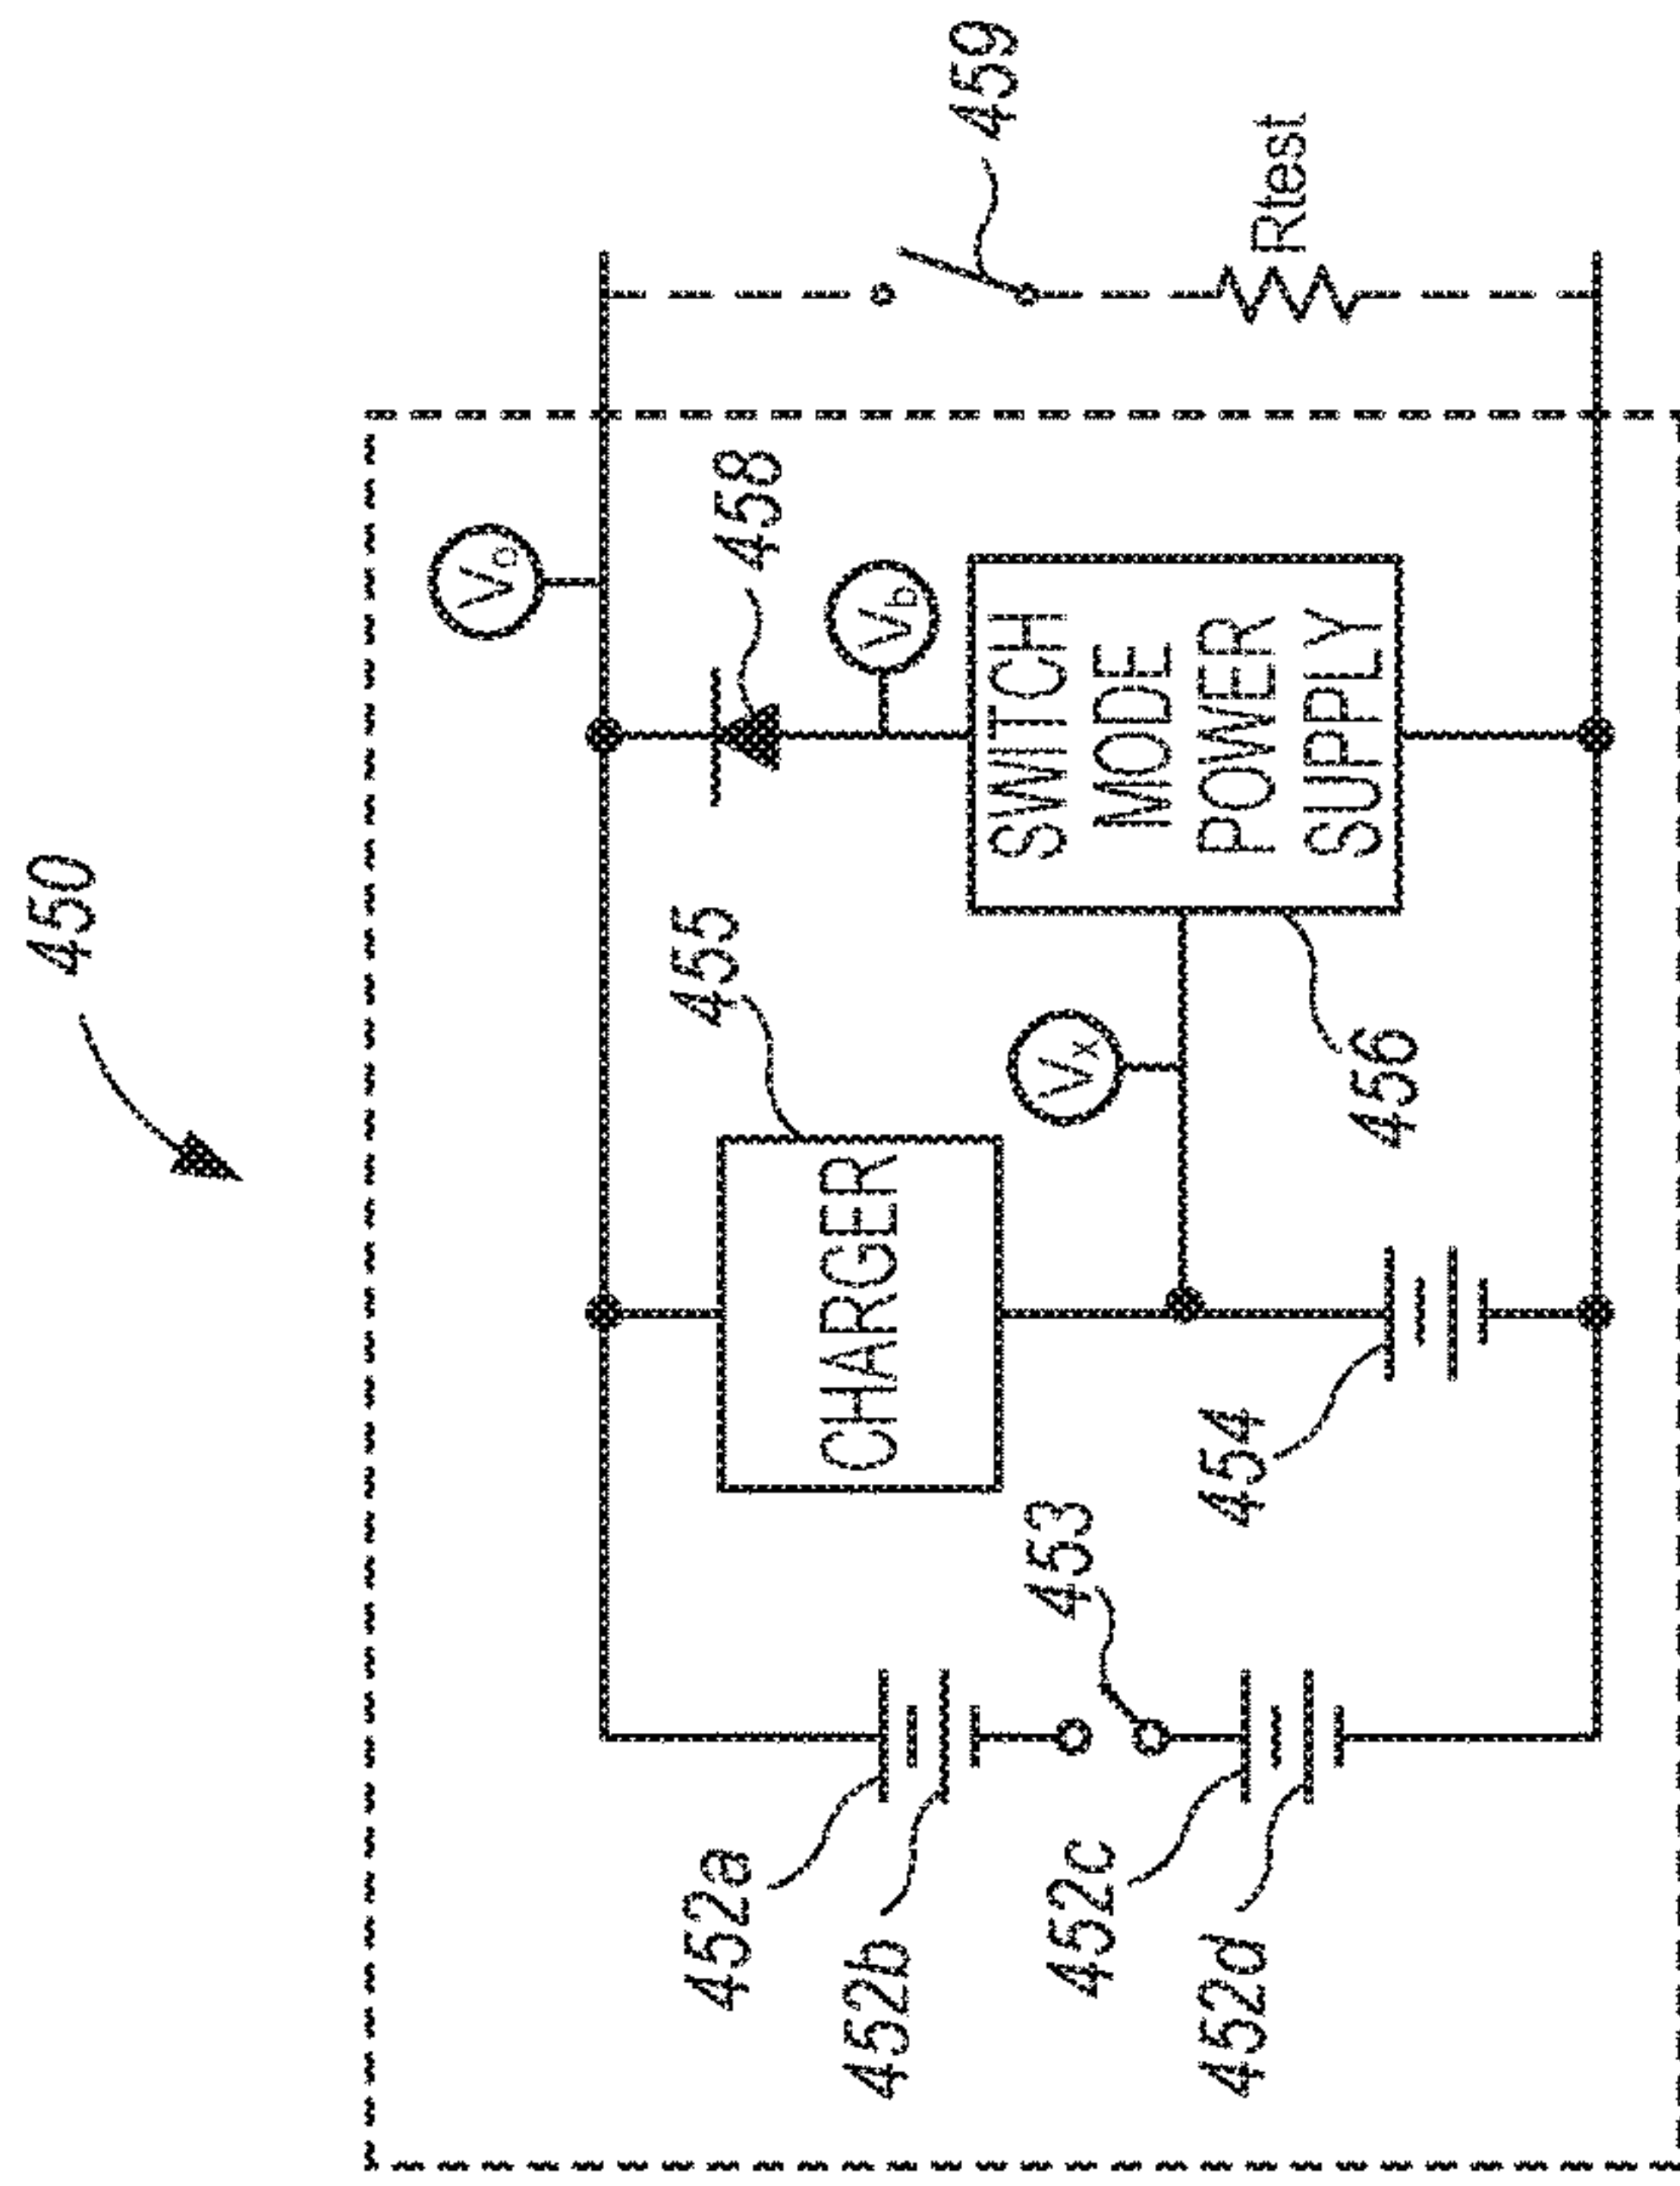 450
452a
452b
452c
452d
453
454
CHARGER
455
Vx
456
SWITCH
MODE
POWER
SUPPLY
Vb
458
Vo
459
Rtest